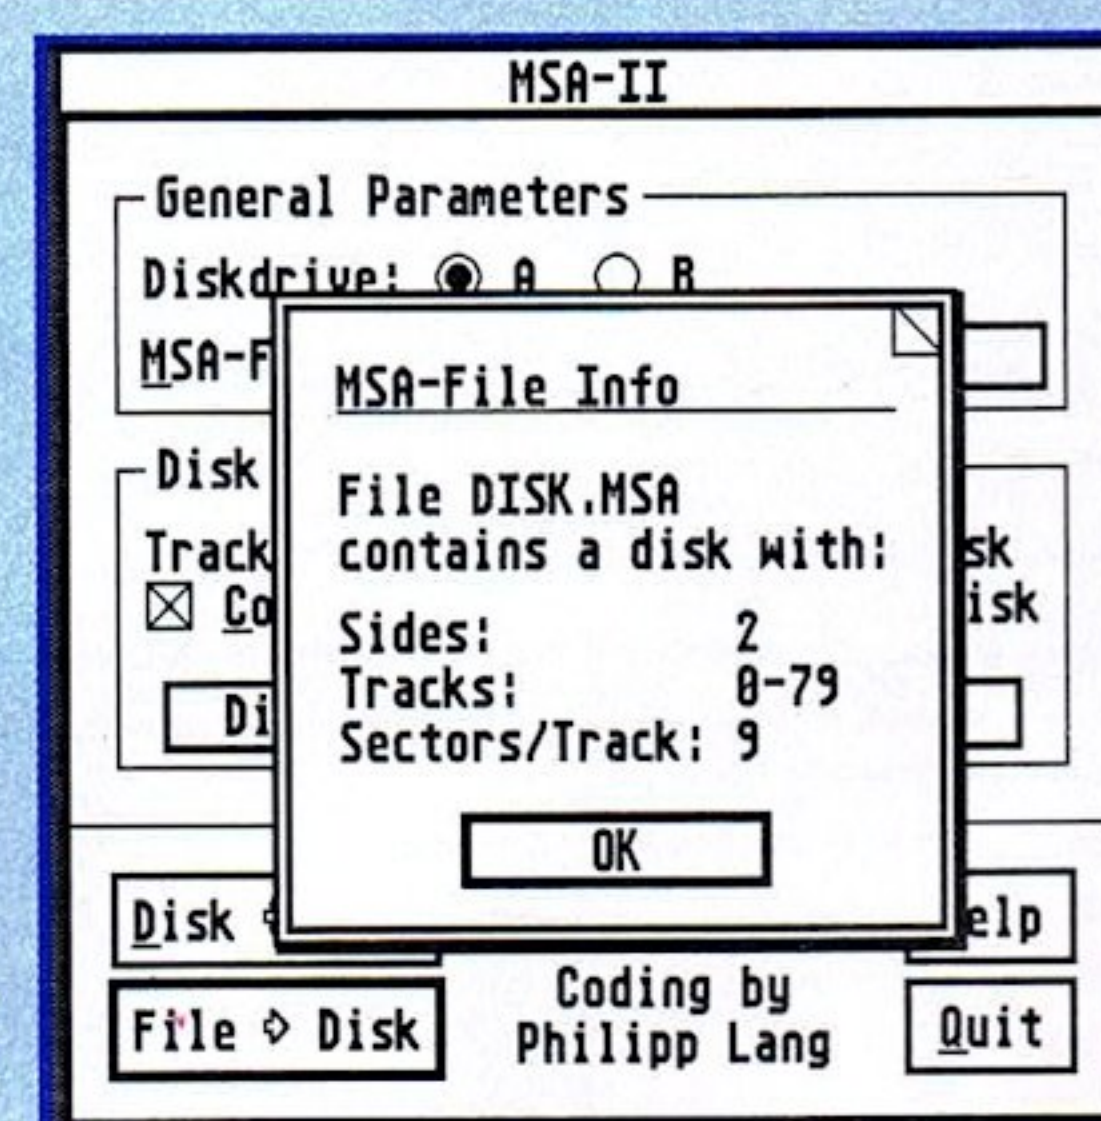 MSA-II
General Parameters
Diskdrive: A B
MSA-F
MSA-File Info
File DISK.MSA
contains a disk with:
Sides: 2
Tracks: 0-79
Sectors/Track: 9
OK
Disk
Track sk
Co isk
Di
Disk elp
File ⇨ Disk
Coding by
Philipp Lang
Quit